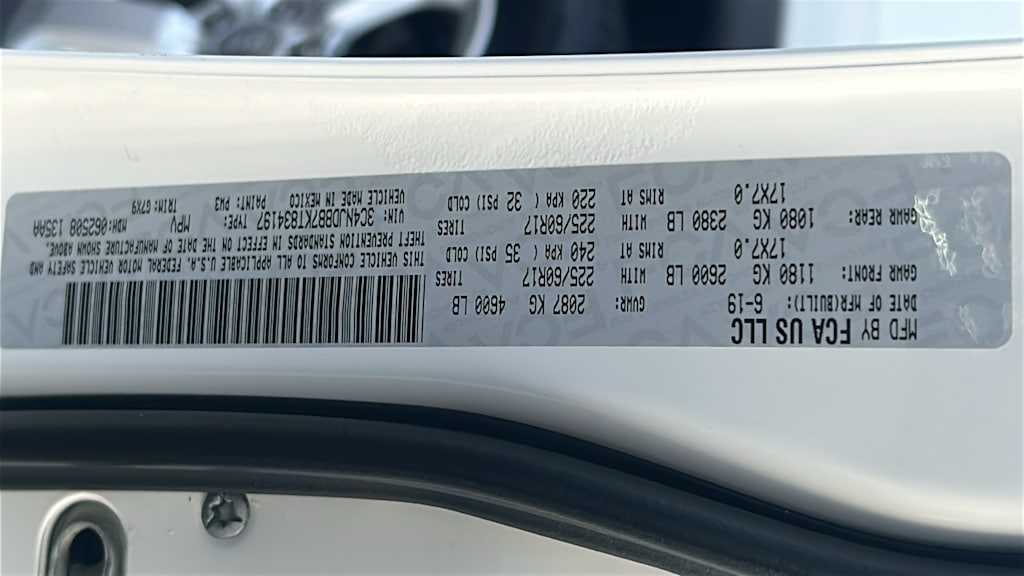 MFD BY FCA US LLC
DATE OF MFR(BUILT): 6-19
GVWR: 2087 KG 4600 LB
GAWR FRONT: 1180 KG 2600 LB WITH 225/60R17 TIRES
17X7.0 RIMS AT 240 KPA ( 35 PSI) COLD
GAWR REAR: 1080 KG 2380 LB WITH 225/60R17 TIRES
17X7.0 RIMS AT 220 KPA ( 32 PSI) COLD
THIS VEHICLE CONFORMS TO ALL APPLICABLE U.S.A. FEDERAL MOTOR VEHICLE SAFETY AND
THEFT PREVENTION STANDARDS IN EFFECT ON THE DATE OF MANUFACTURE SHOWN ABOVE.
VIN: 3C4NJDBB7KT834197 TYPE: MPV MDH:062508 135AA
VEHICLE MADE IN MEXICO PAINT: PW3 TRIM: G7X9